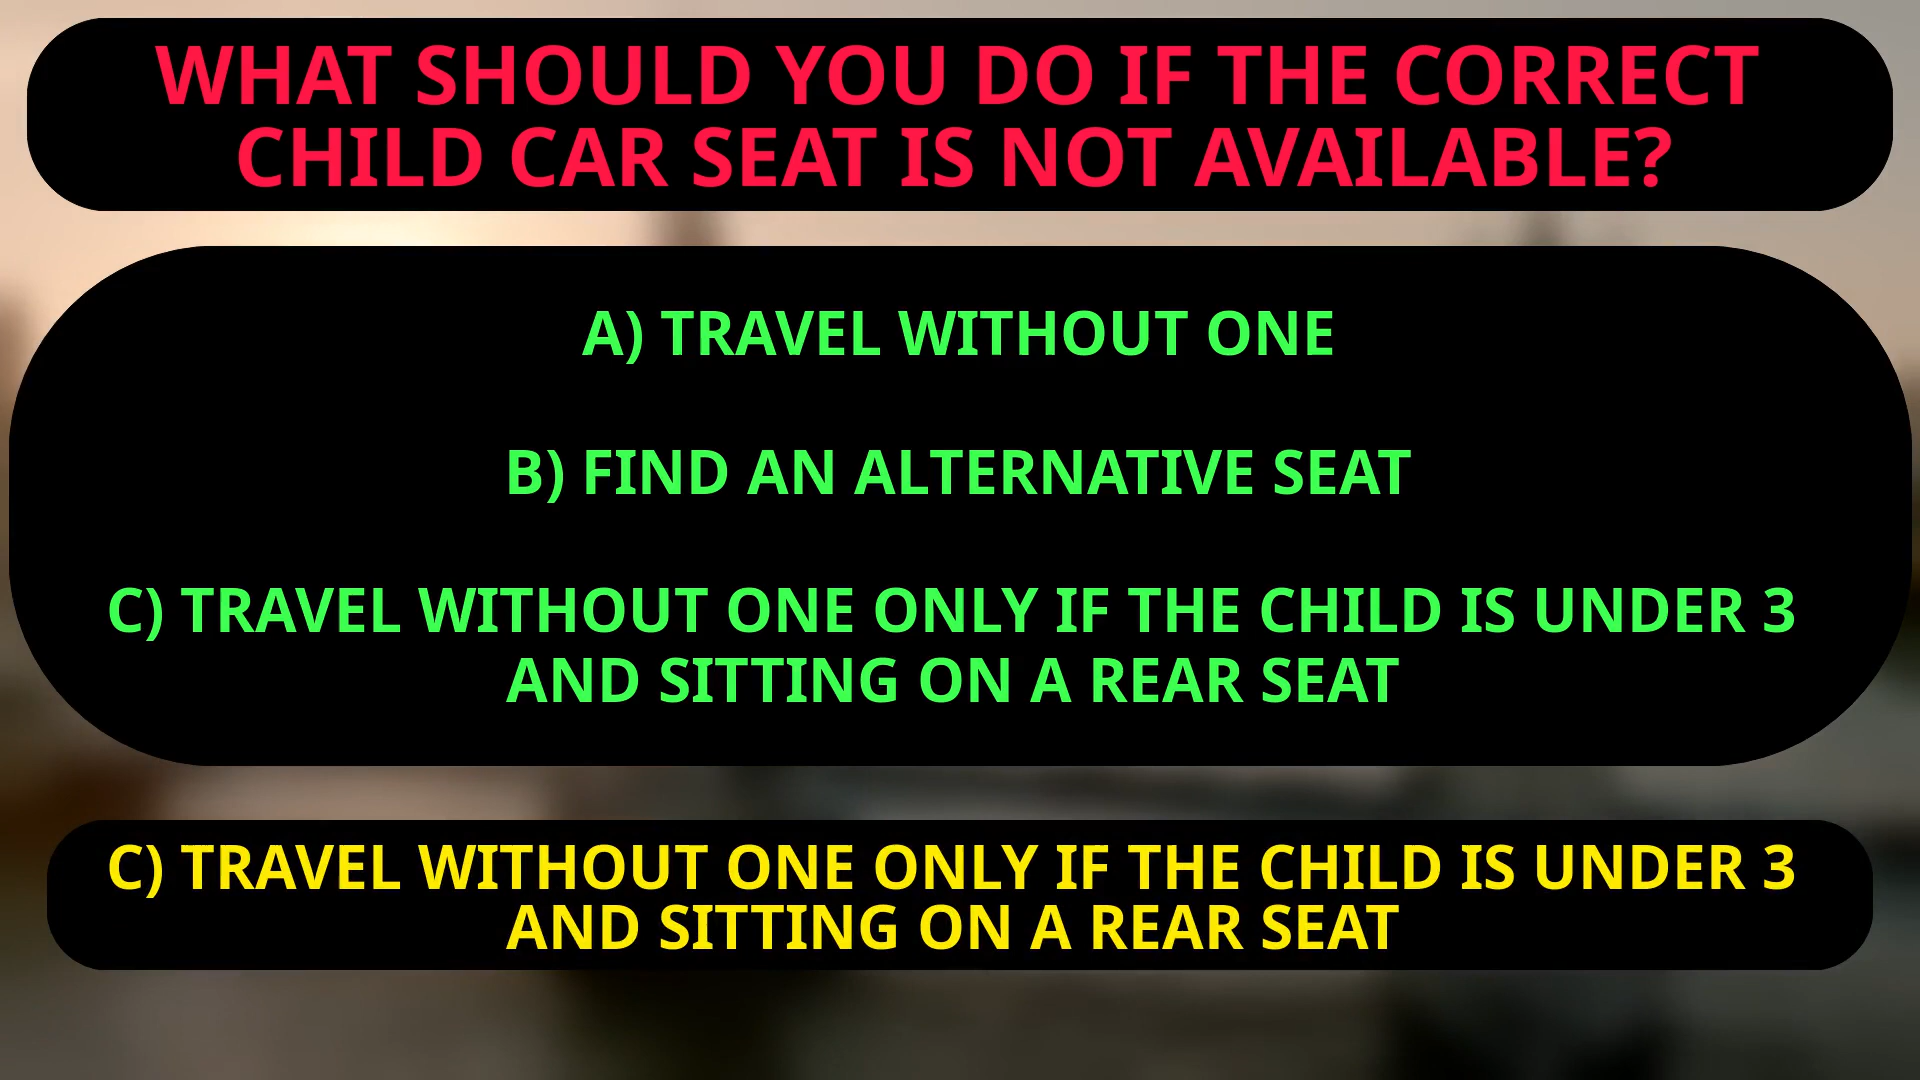 WHAT SHOULD YOU DO IF THE CORRECT
CHILD CAR SEAT IS NOT AVAILABLE?
A) TRAVEL WITHOUT ONE
B) FIND AN ALTERNATIVE SEAT
C) TRAVEL WITHOUT ONE ONLY IF THE CHILD IS UNDER 3
AND SITTING ON A REAR SEAT
C) TRAVEL WITHOUT ONE ONLY IF THE CHILD IS UNDER 3
AND SITTING ON A REAR SEAT